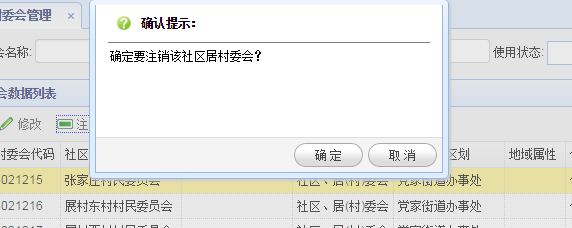 村委会管理 ×
确认提示：
会名称: 使用状态:
确定要注销该社区居村委会？
会数据列表
修改 注
确 定 取 消
村委会代码 社区 区划 地域属性
021215 张家庄村民委员会 社区、居(村)委会 党家街道办事处
021216 展村东村村民委员会 社区、居(村)委会 党家街道办事处